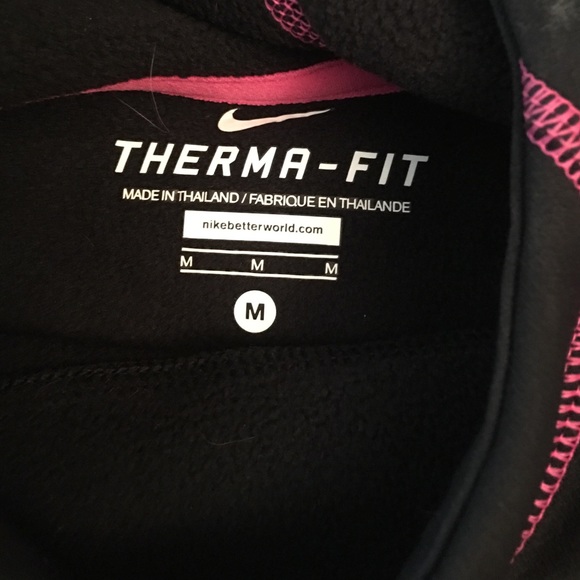 THERMA-FIT
MADE IN THAILAND / FABRIQUE EN THAILANDE
nikebetterworld.com
M M M
M